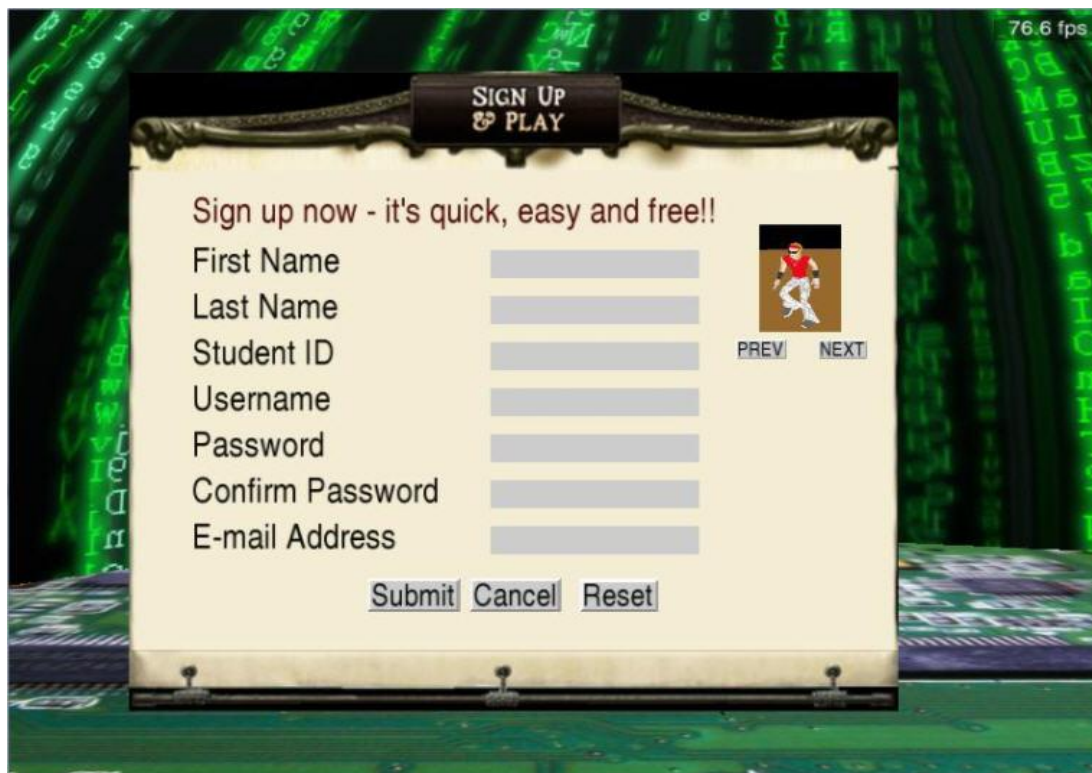 76.6 fps
SIGN UP
& PLAY
Sign up now - it's quick, easy and free!!
First Name
Last Name
Student ID
PREV NEXT
Username
Password
Confirm Password
E-mail Address
Submit Cancel Reset